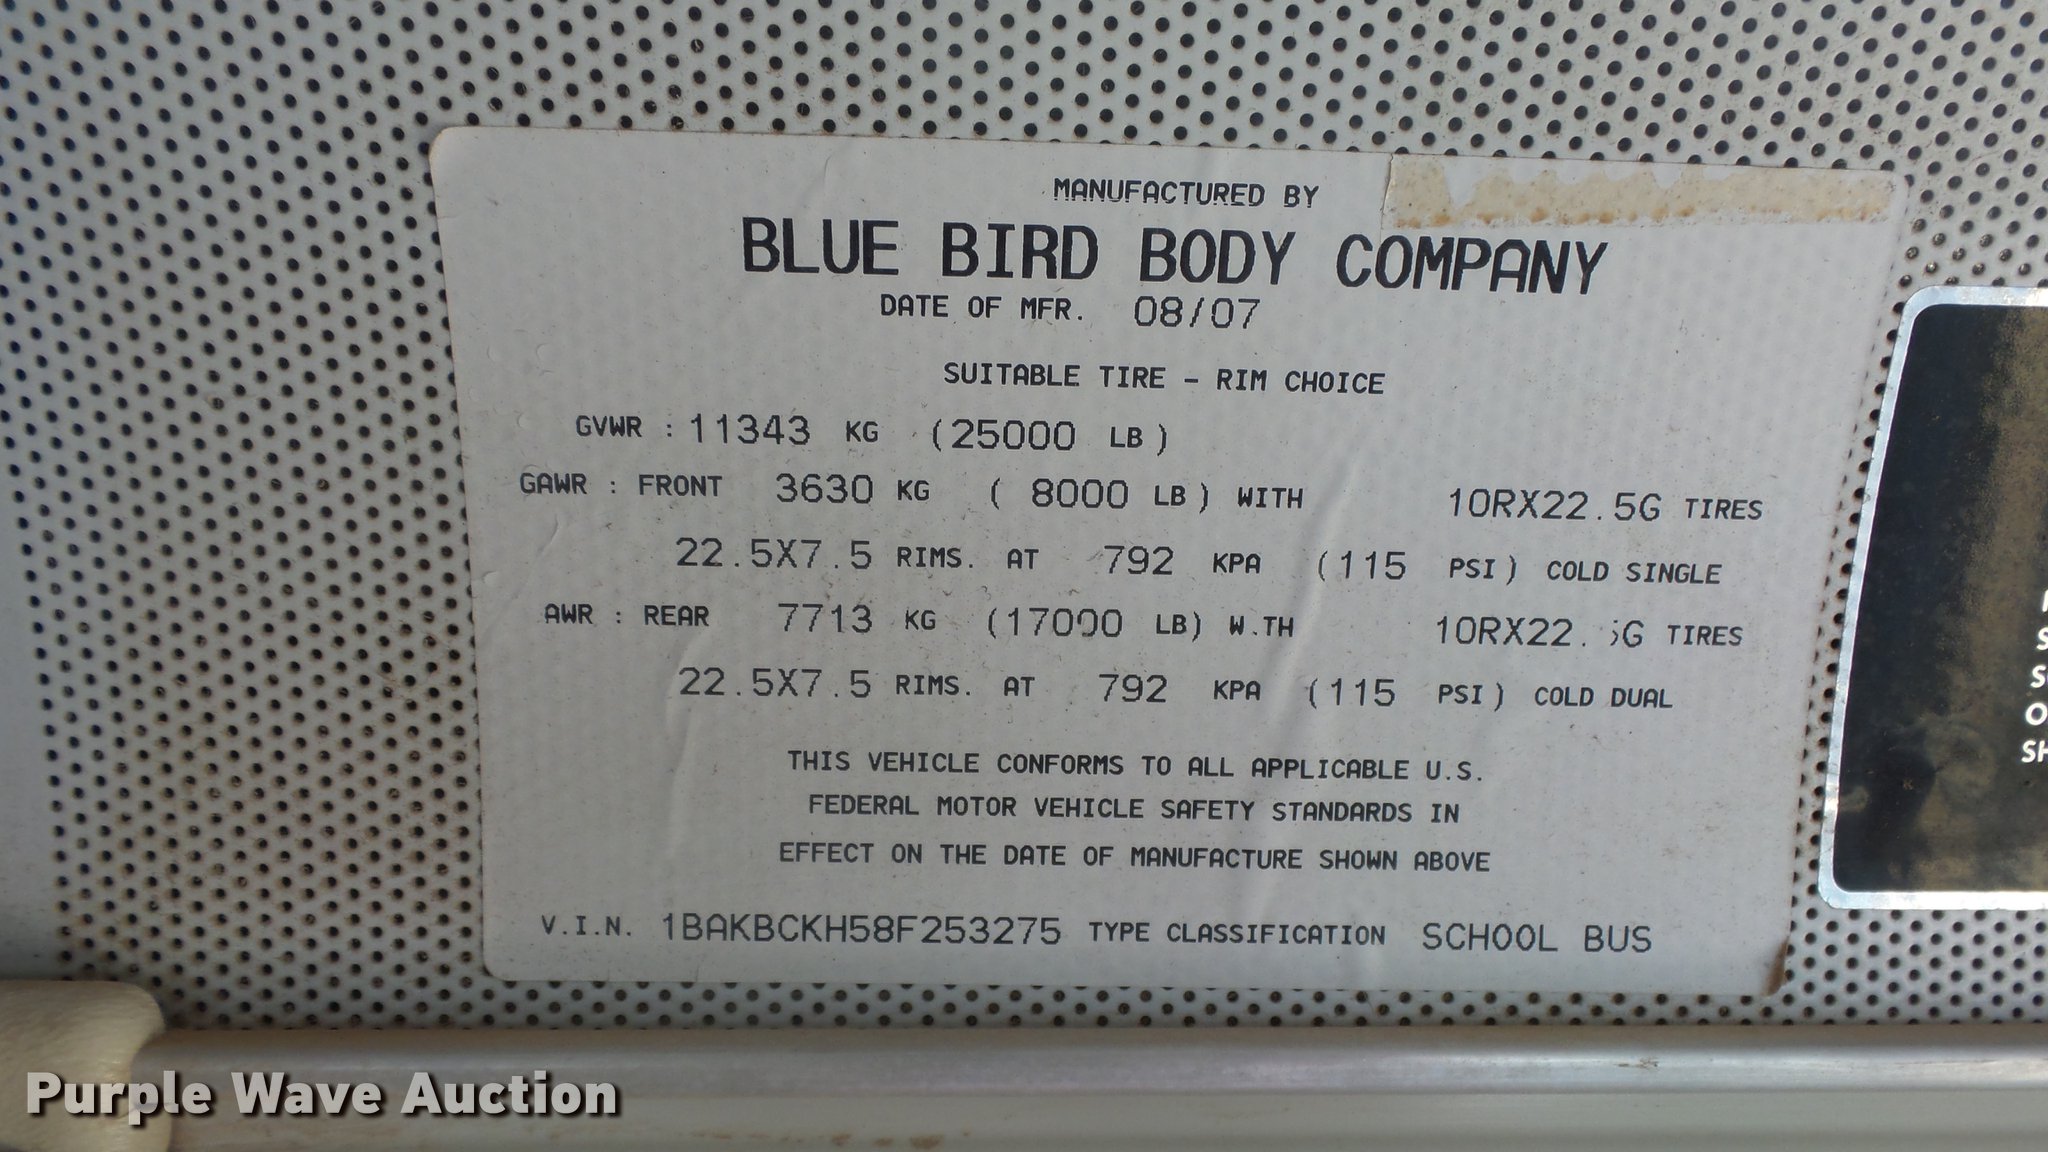 MANUFACTURED BY
BLUE BIRD BODY COMPANY
DATE OF MFR. 08/07
SUITABLE TIRE - RIM CHOICE
GVWR : 11343 KG (25000 LB)
GAWR : FRONT 3630 KG ( 8000 LB) WITH 10RX22.5G TIRES
22.5X7.5 RIMS. AT 792 KPA (115 PSI) COLD SINGLE
AWR : REAR 7713 KG (17000 LB) W.TH 10RX22.5G TIRES
22.5X7.5 RIMS. AT 792 KPA (115 PSI) COLD DUAL
THIS VEHICLE CONFORMS TO ALL APPLICABLE U.S.
FEDERAL MOTOR VEHICLE SAFETY STANDARDS IN
EFFECT ON THE DATE OF MANUFACTURE SHOWN ABOVE
V.I.N. 1BAKBCKH58F253275 TYPE CLASSIFICATION SCHOOL BUS
Purple Wave Auction